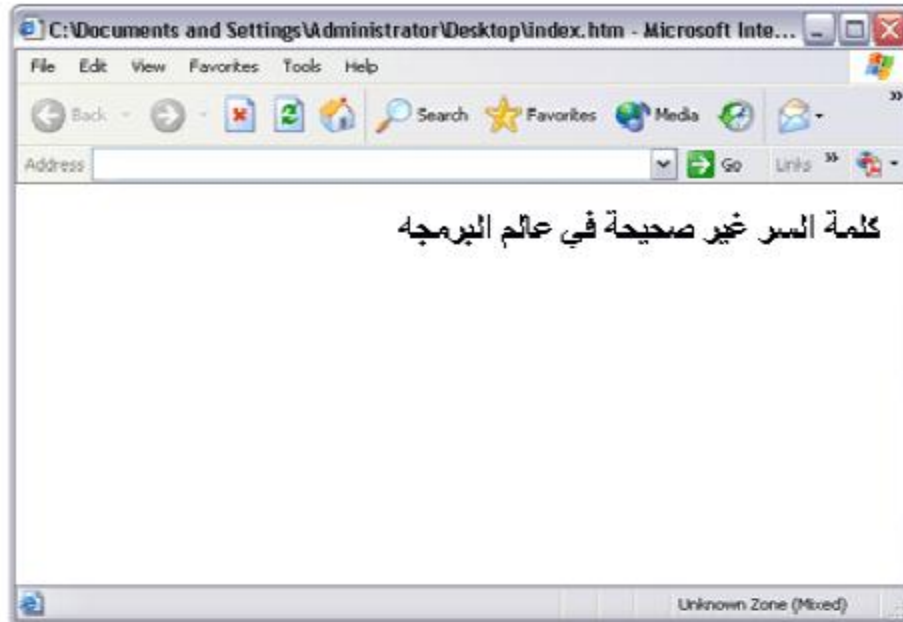 C:\Documents and Settings\Administrator\Desktop\index.htm - Microsoft Inte...
File Edit View Favorites Tools Help
Back Search Favorites Media
Address Go Links
كلمة السر غير صحيحة في عالم البرمجه
Unknown Zone (Mixed)